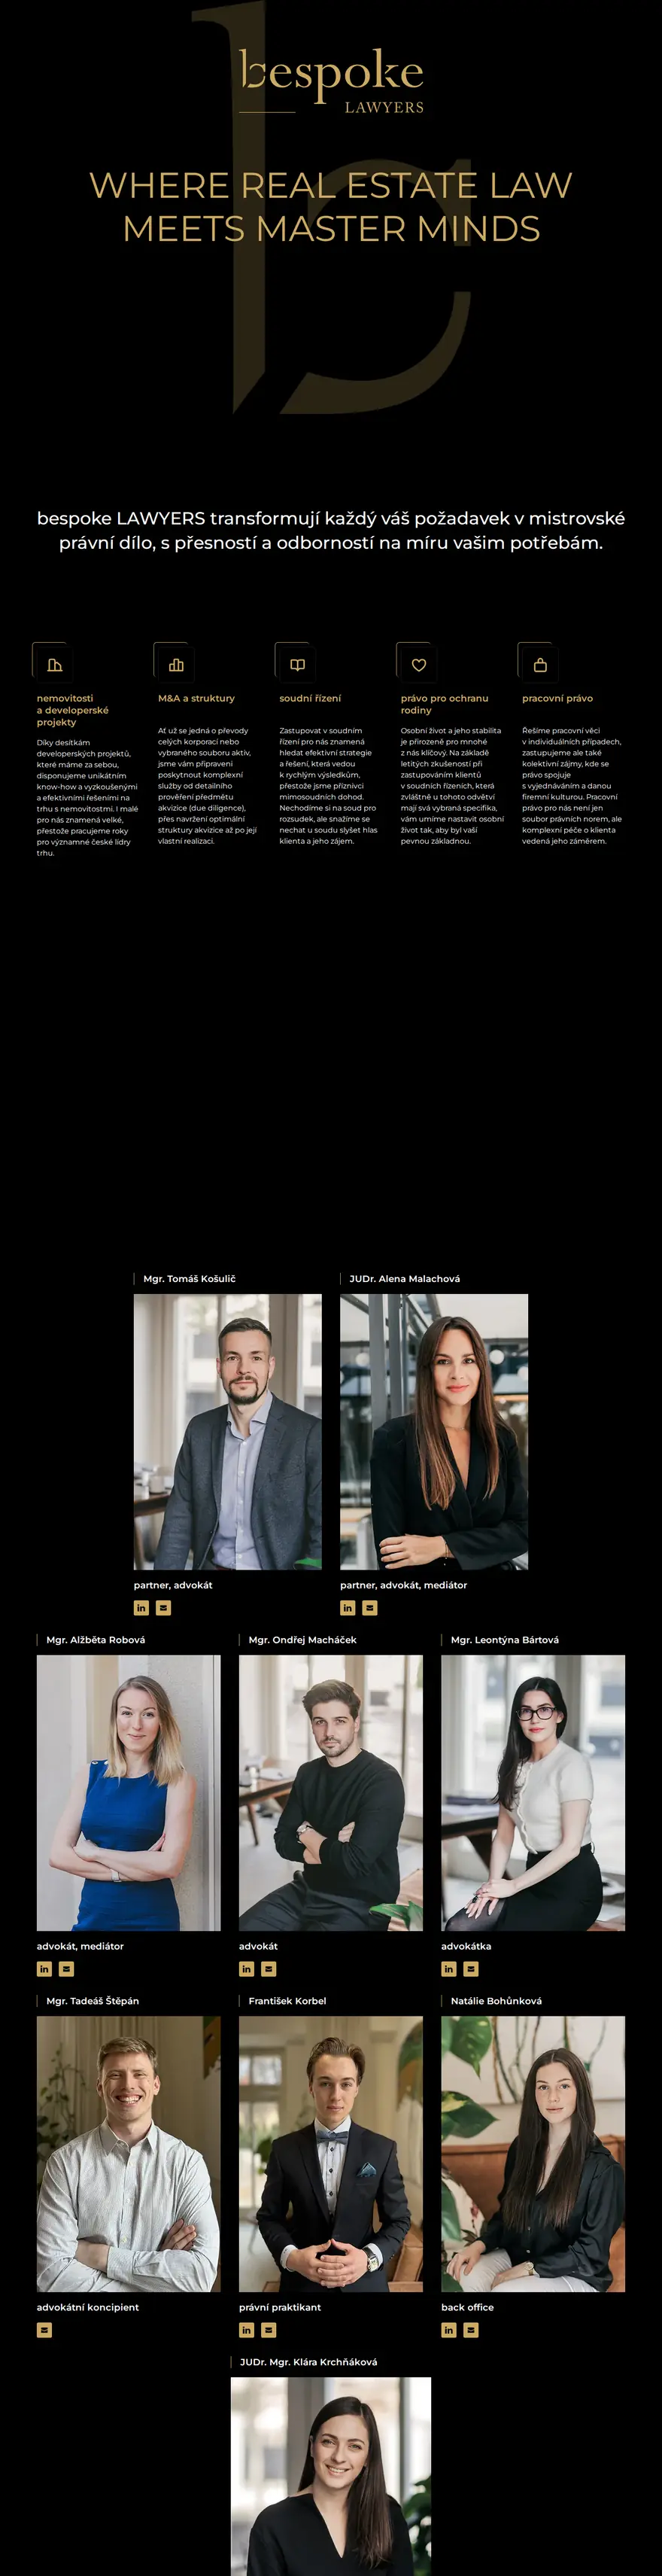 bespoke
LAWYERS
WHERE REAL ESTATE LAW
MEETS MASTER MINDS
bespoke LAWYERS transformují každý váš požadavek v mistrovské
právní dílo, s přesností a odborností na míru vašim potřebám.
nemovitosti
a developerské
projekty
Díky desítkám
developerských projektů,
které máme za sebou,
disponujeme unikátním
know-how a vyzkoušenými
a efektivními řešeními na
trhu s nemovitostmi. I malé
pro nás znamená velké,
přestože pracujeme roky
pro významné české lídry
trhu.
M&A a struktury
Ať už se jedná o převody
celých korporací nebo
vybraného souboru aktiv,
jsme vám připraveni
poskytnout komplexní
služby od detailního
prověření předmětu
akvizice (due diligence),
přes navržení optimální
struktury akvizice až po její
vlastní realizaci.
soudní řízení
Zastupovat v soudním
řízení pro nás znamená
hledat efektivní strategie
a řešení, která vedou
k rychlým výsledkům,
přestože jsme příznivci
mimosoudních dohod.
Nechodíme si na soud pro
rozsudek, ale snažíme se
nechat u soudu slyšet hlas
klienta a jeho zájem.
právo pro ochranu
rodiny
Osobní život a jeho stabilita
je přirozeně pro mnohé
z nás klíčový. Na základě
letitých zkušeností při
zastupováním klientů
v soudních řízeních, která
zvláštně u tohoto odvětví
mají svá vybraná specifika,
vám umíme nastavit osobní
život tak, aby byl vaší
pevnou základnou.
pracovní právo
Řešíme pracovní věci
v individuálních případech,
zastupujeme ale také
kolektivní zájmy, kde se
právo spojuje
s vyjednáváním a danou
firemní kulturou. Pracovní
právo pro nás není jen
soubor právních norem, ale
komplexní péče o klienta
vedená jeho záměrem.
Mgr. Tomáš Košulič
JUDr. Alena Malachová
partner, advokát
partner, advokát, mediátor
in
in
Mgr. Alžběta Robová
Mgr. Ondřej Macháček
Mgr. Leontýna Bártová
advokát, mediátor
advokát
advokátka
in
in
in
Mgr. Tadeáš Štěpán
František Korbel
Natálie Bohůnková
advokátní koncipient
právní praktikant
back office
in
in
JUDr. Mgr. Klára Krchňáková